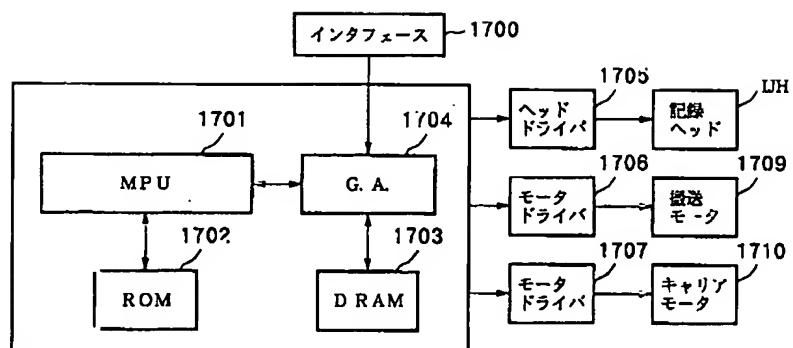 インタフェース
1700
1701
MPU
1704
G. A.
1702
ROM
1703
DRAM
1705
ヘッド
ドライバ
IJH
記録
ヘッド
1706
モータ
ドライバ
1709
搬送
モータ
1707
モータ
ドライバ
1710
キャリア
モータ